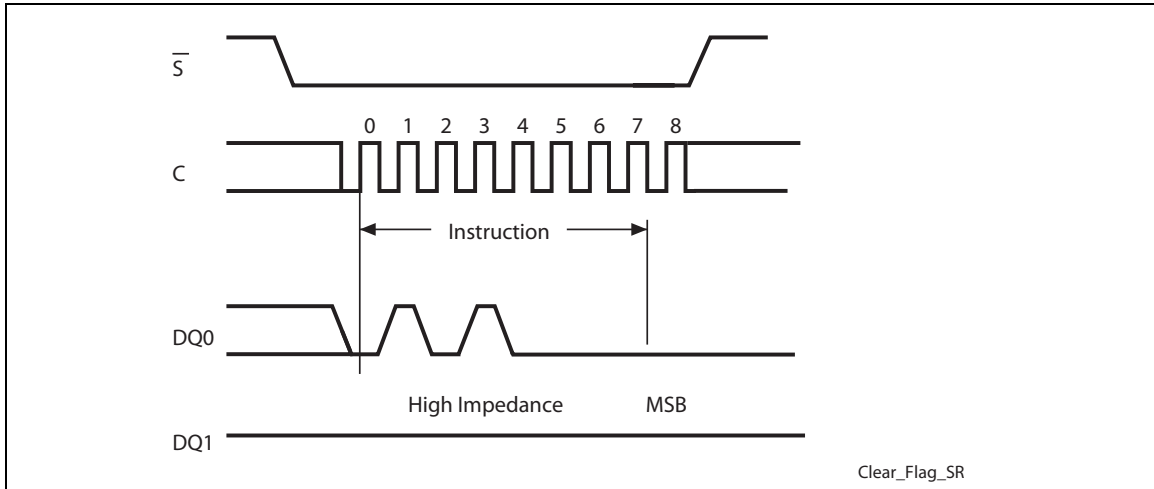 S
0 1 2 3 4 5 6 7 8
C
Instruction
DQ0
High Impedance MSB
DQ1
Clear_Flag_SR